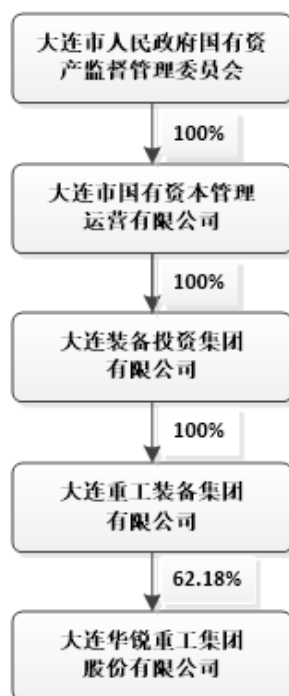 大连市人民政府国有资
产监督管理委员会
100%
大连市国有资本管理
运营有限公司
100%
大连装备投资集团
有限公司
100%
大连重工装备集团
有限公司
62.18%
大连华锐重工集团
股份有限公司